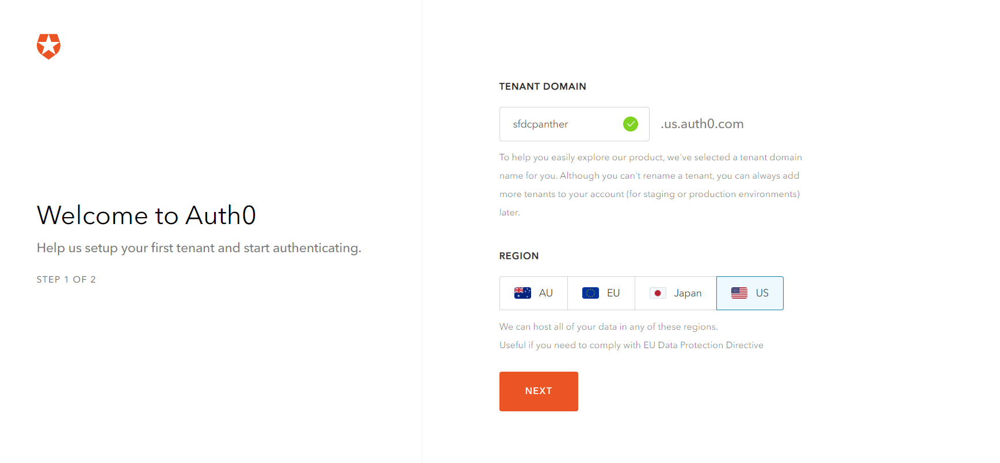 Welcome to Auth0
Help us setup your first tenant and start authenticating.
STEP 1 OF 2
TENANT DOMAIN
sfdcpanther .us.auth0.com
To help you easily explore our product, we've selected a tenant domain
name for you. Although you can't rename a tenant, you can always add
more tenants to your account (for staging or production environments)
later.
REGION
AU EU Japan US
We can host all of your data in any of these regions.
Useful if you need to comply with EU Data Protection Directive
NEXT